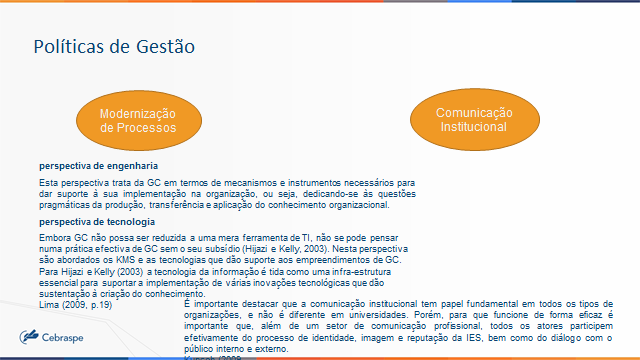 Políticas de Gestão
Modernização
de Processos
Comunicação
Institucional
perspectiva de engenharia
Esta perspectiva trata da GC em termos de mecanismos e instrumentos necessários para
dar suporte à sua implementação na organização, ou seja, dedicando-se às questões
pragmáticas da produção, transferência e aplicação do conhecimento organizacional.
perspectiva de tecnologia
Embora GC não possa ser reduzida a uma mera ferramenta de TI, não se pode pensar
numa prática efectiva de GC sem o seu subsídio (Hijazi e Kelly, 2003). Nesta perspectiva
são abordados os KMS e as tecnologias que dão suporte aos empreendimentos de GC.
Para Hijazi e Kelly (2003) a tecnologia da informação é tida como uma infra-estrutura
essencial para suportar a implementação de várias inovações tecnológicas que dão
sustentação à criação do conhecimento.
Lima (2009, p.19)
É importante destacar que a comunicação institucional tem papel fundamental em todos os tipos de
organizações, e não é diferente em universidades. Porém, para que funcione de forma eficaz é
importante que, além de um setor de comunicação profissional, todos os atores participem
efetivamente do processo de identidade, imagem e reputação da IES, bem como do diálogo com o
público interno e externo.
Cebraspe